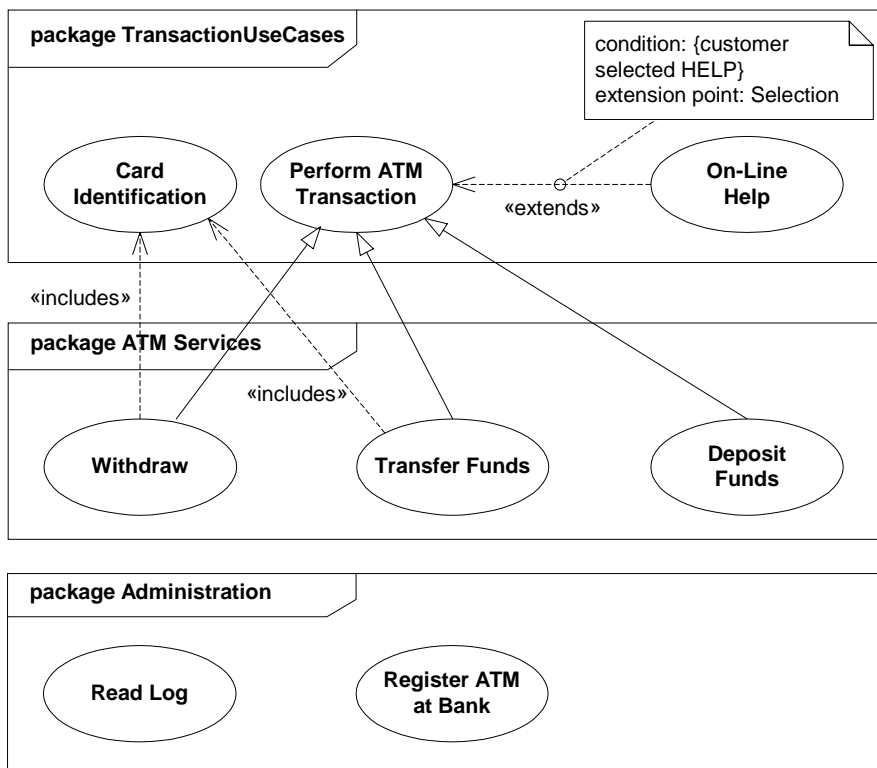 package TransactionUseCases
condition: {customer
selected HELP}
extension point: Selection
Card
Identification
Perform ATM
Transaction
On-Line
Help
«extends»
«includes»
package ATM Services
«includes»
Withdraw
Transfer Funds
Deposit
Funds
package Administration
Read Log
Register ATM
at Bank